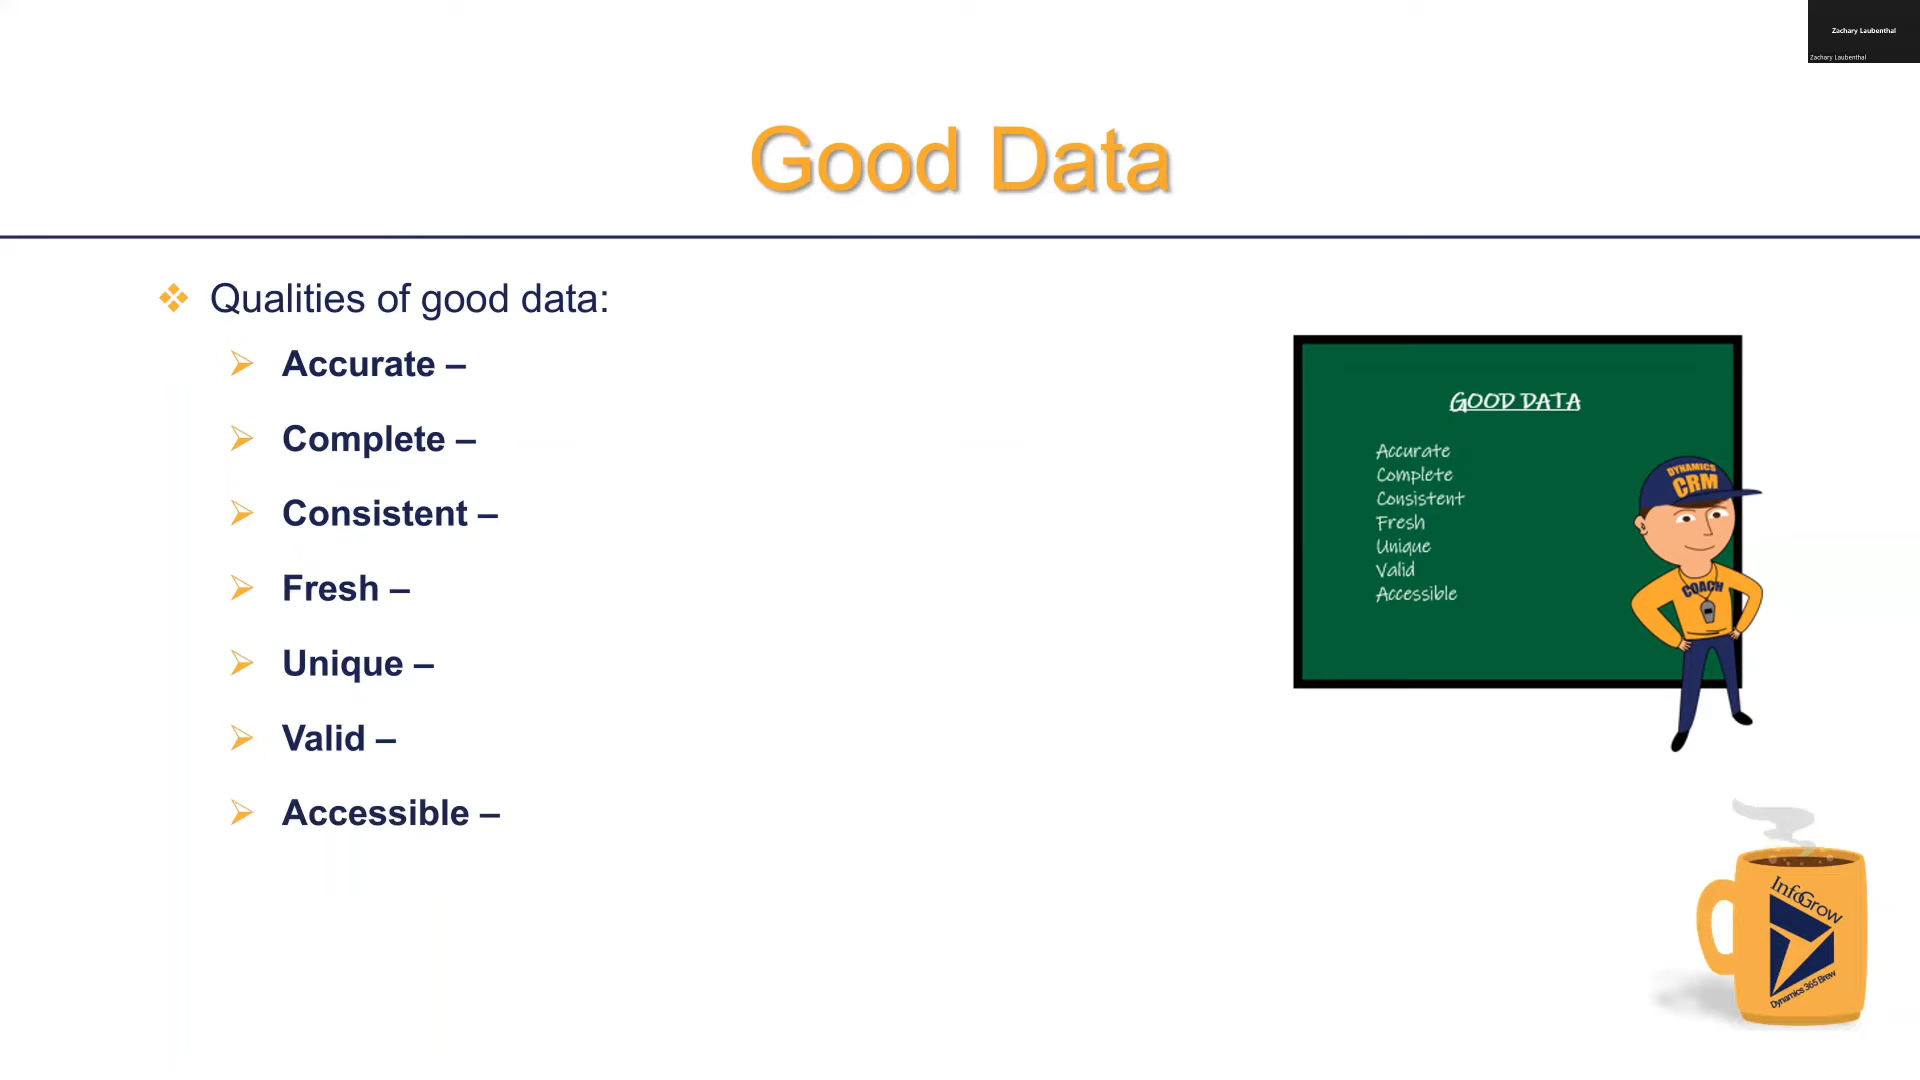 Zachary Laubenthal
Zachary Laubenthal
Good Data
Qualities of good data:
Accurate –
Complete –
Consistent –
Fresh –
Unique –
Valid –
Accessible –
GOOD DATA
Accurate
Complete
Consistent
Fresh
Unique
Valid
Accessible
DYNAMICS
CRM
COACH
InfoGrow
Dynamics 365 Brew